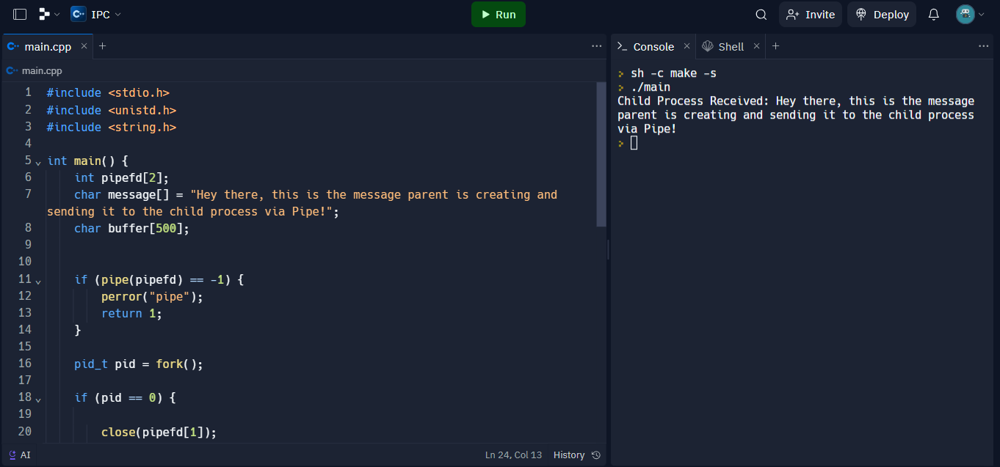 IPC
Run
Invite
Deploy
main.cpp
main.cpp
1 #include <stdio.h>
2 #include <unistd.h>
3 #include <string.h>
4
5 int main() {
6 int pipefd[2];
7 char message[] = "Hey there, this is the message parent is creating and
sending it to the child process via Pipe!";
8 char buffer[500];
9
10
11 if (pipe(pipefd) == -1) {
12 perror("pipe");
13 return 1;
14 }
15
16 pid_t pid = fork();
17
18 if (pid == 0) {
19
20 close(pipefd[1]);
AI
Ln 24, Col 13 History
Console
Shell
sh -c make -s
./main
Child Process Received: Hey there, this is the message
parent is creating and sending it to the child process
via Pipe!